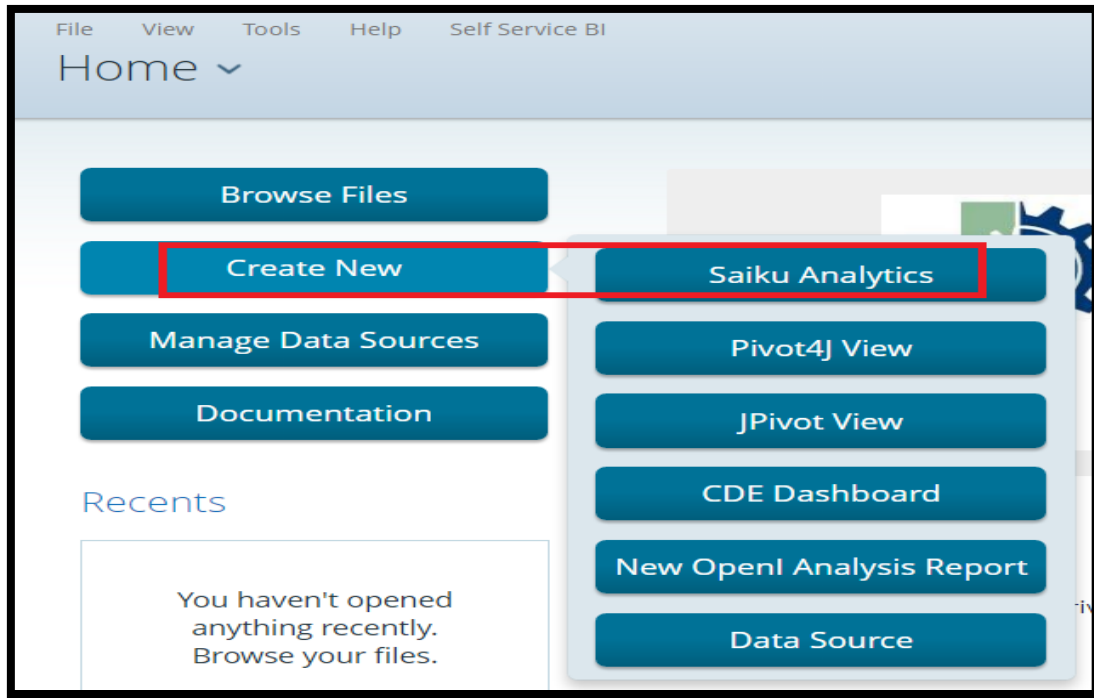 File View Tools Help Self Service BI
Home
Browse Files
Create New
Manage Data Sources
Documentation
Saiku Analytics
Pivot4J View
JPivot View
CDE Dashboard
New OpenI Analysis Report
Data Source
Recents
You haven't opened
anything recently.
Browse your files.